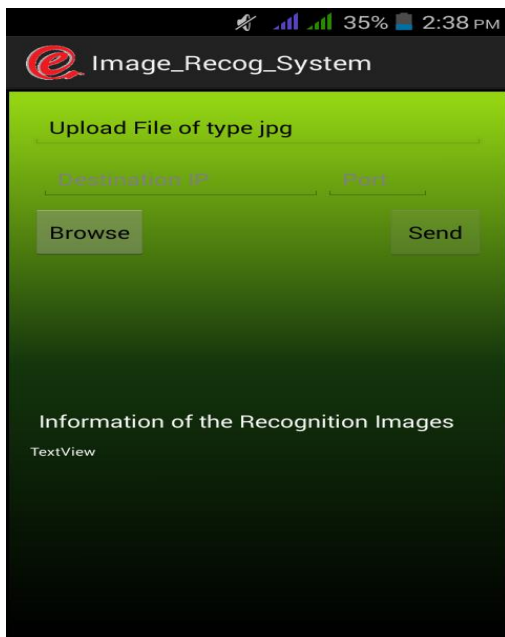 35% 2:38 PM
Image_Recog_System
Upload File of type jpg
Destination IP Port
Browse Send
Information of the Recognition Images
TextView